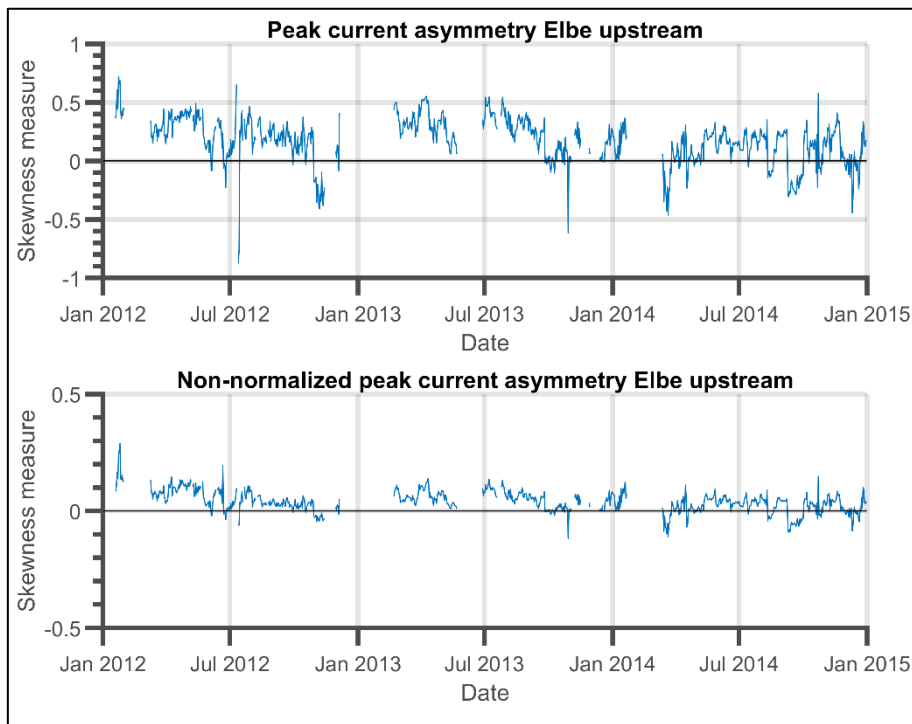 Peak current asymmetry Elbe upstream
1
0.5
0
-0.5
-1
Skewness measure
Jan 2012 Jul 2012 Jan 2013 Jul 2013 Jan 2014 Jul 2014 Jan 2015
Date
Non-normalized peak current asymmetry Elbe upstream
0.5
0
-0.5
Skewness measure
Jan 2012 Jul 2012 Jan 2013 Jul 2013 Jan 2014 Jul 2014 Jan 2015
Date